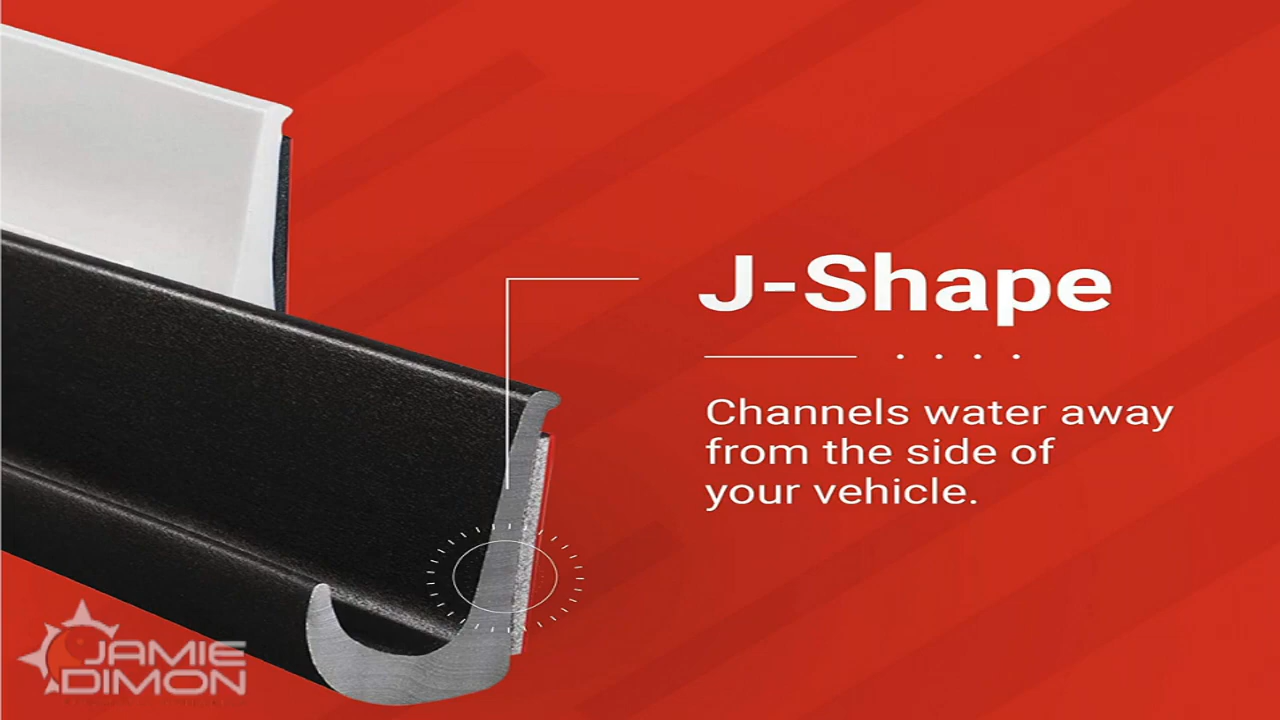 J-Shape
Channels water away
from the side of
your vehicle.
JAMIE
DIMON